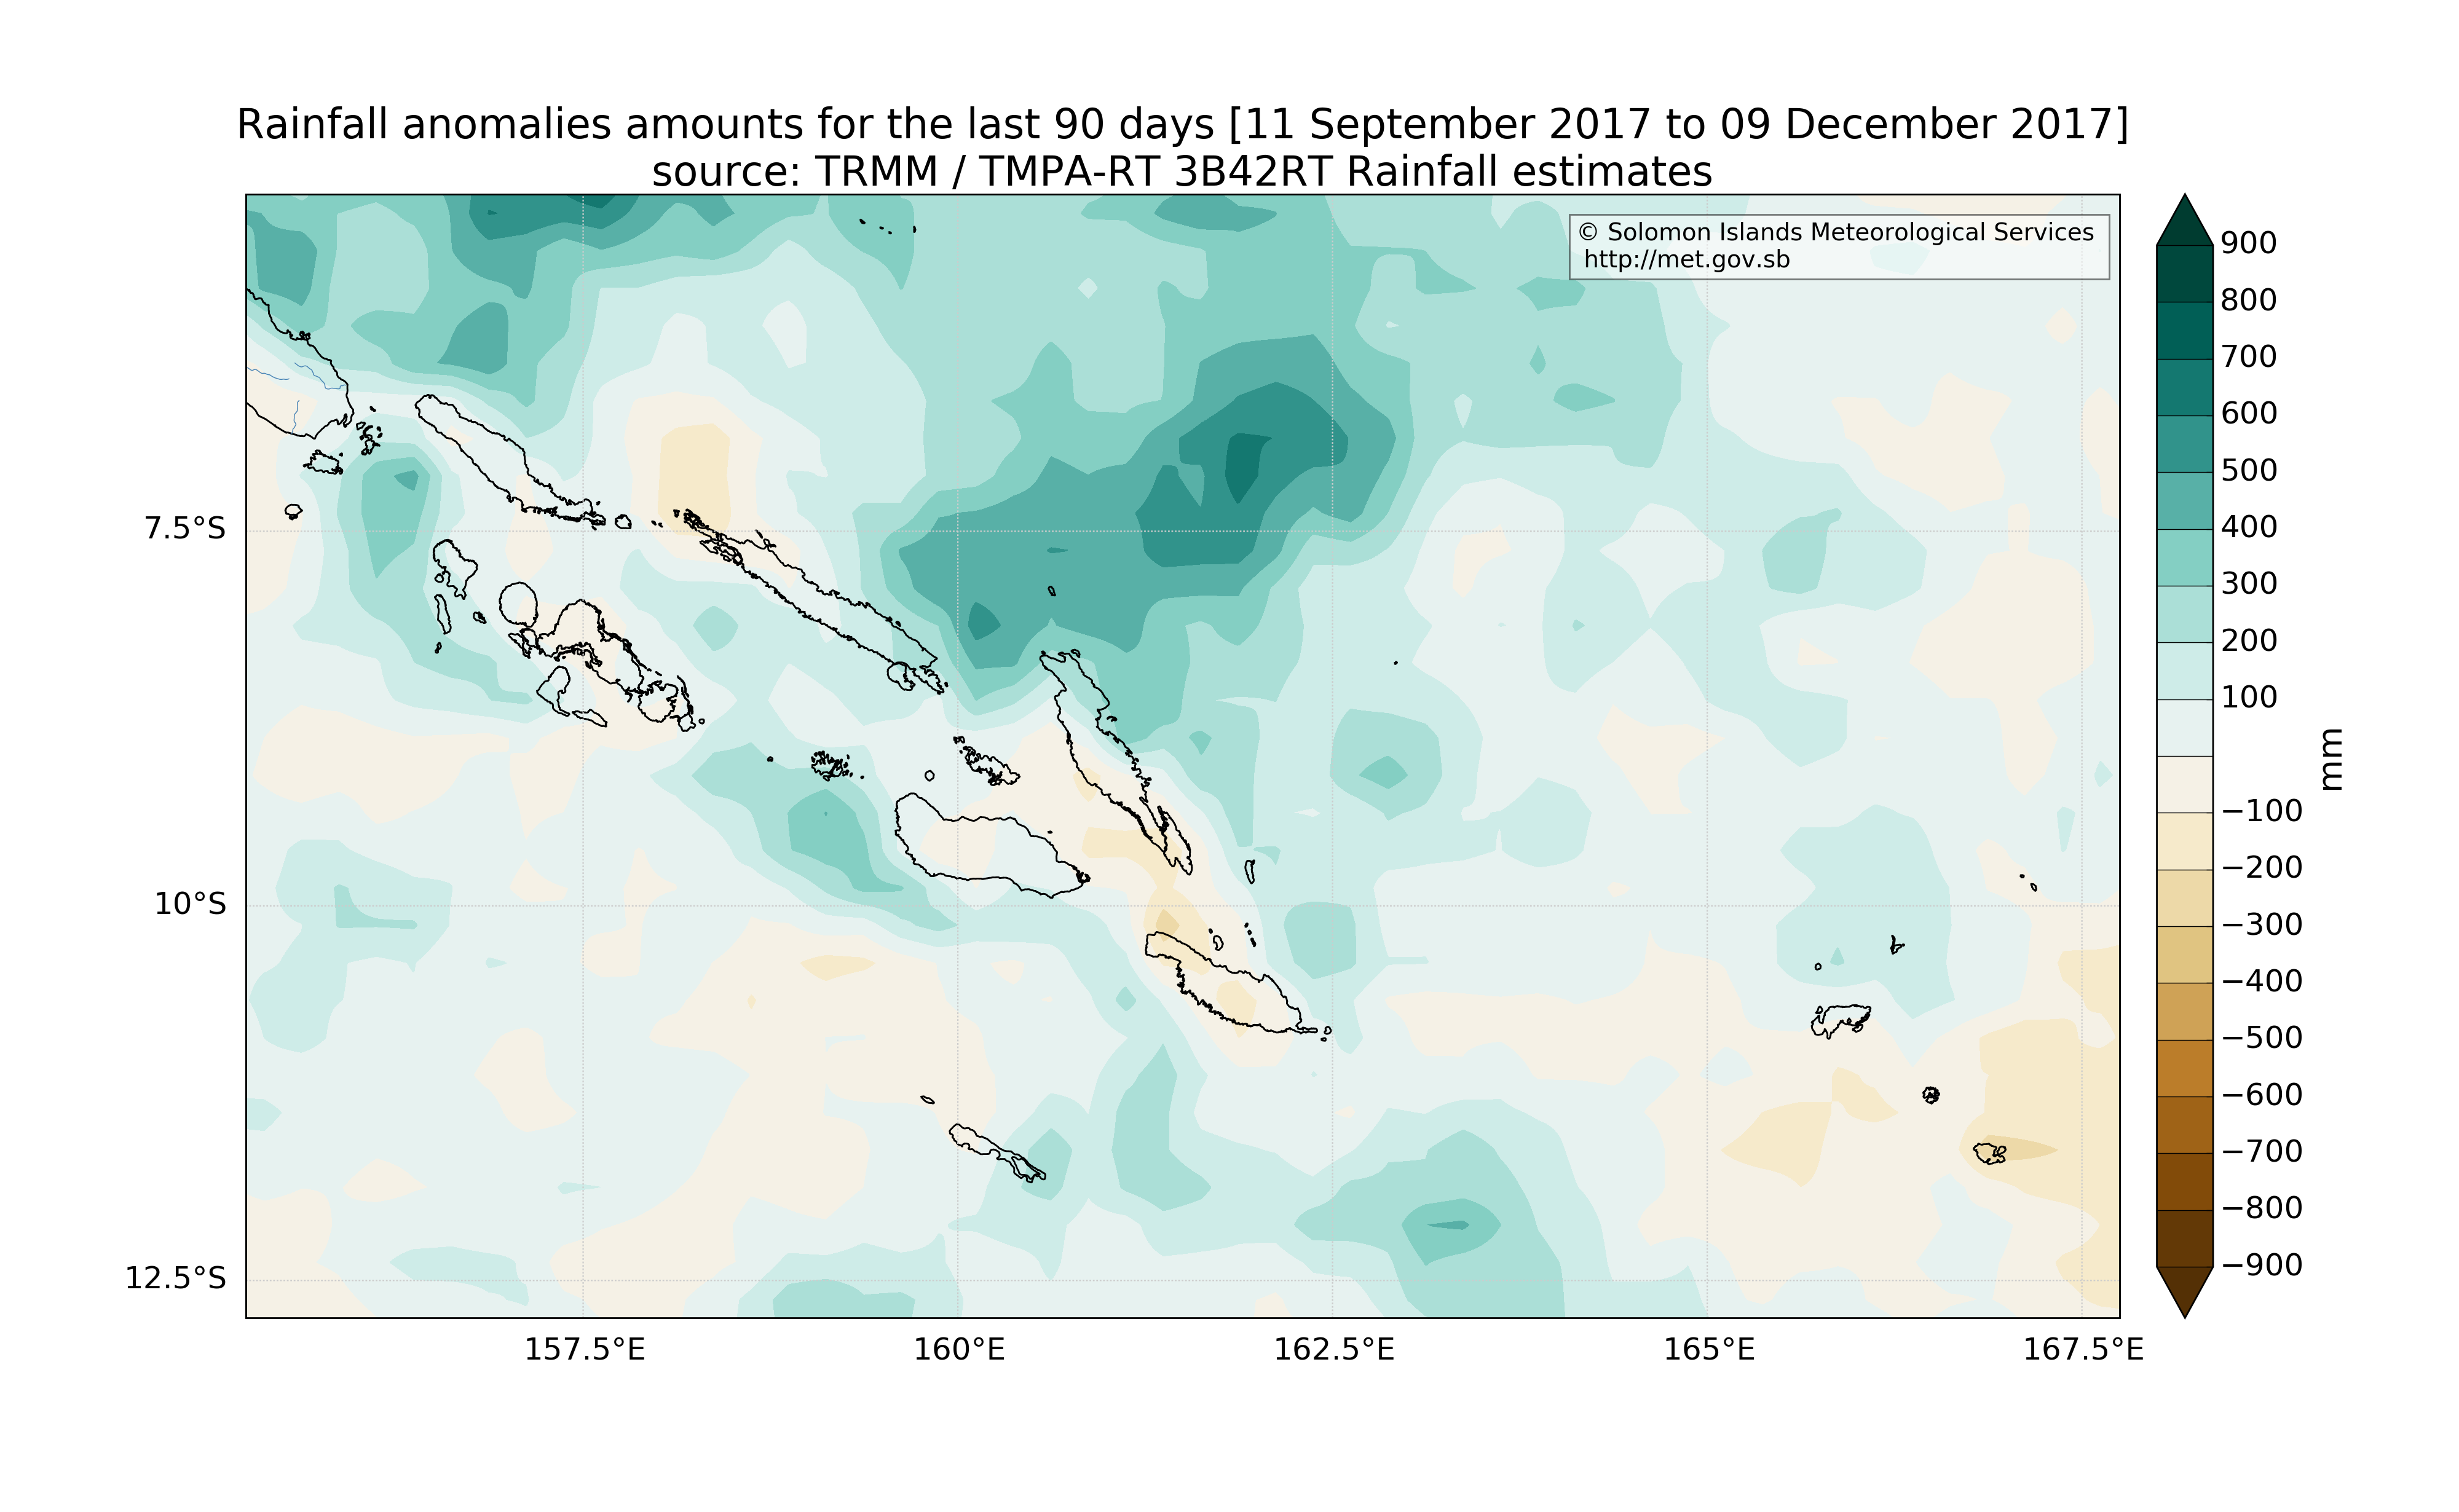 Rainfall anomalies amounts for the last 90 days [11 September 2017 to 09 December 2017]
source: TRMM / TMPA-RT 3B42RT Rainfall estimates
© Solomon Islands Meteorological Services
http://met.gov.sb
7.5°S
10°S
12.5°S
157.5°E
160°E
162.5°E
165°E
167.5°E
900
800
700
600
500
400
300
200
100
−100
−200
−300
−400
−500
−600
−700
−800
−900
mm